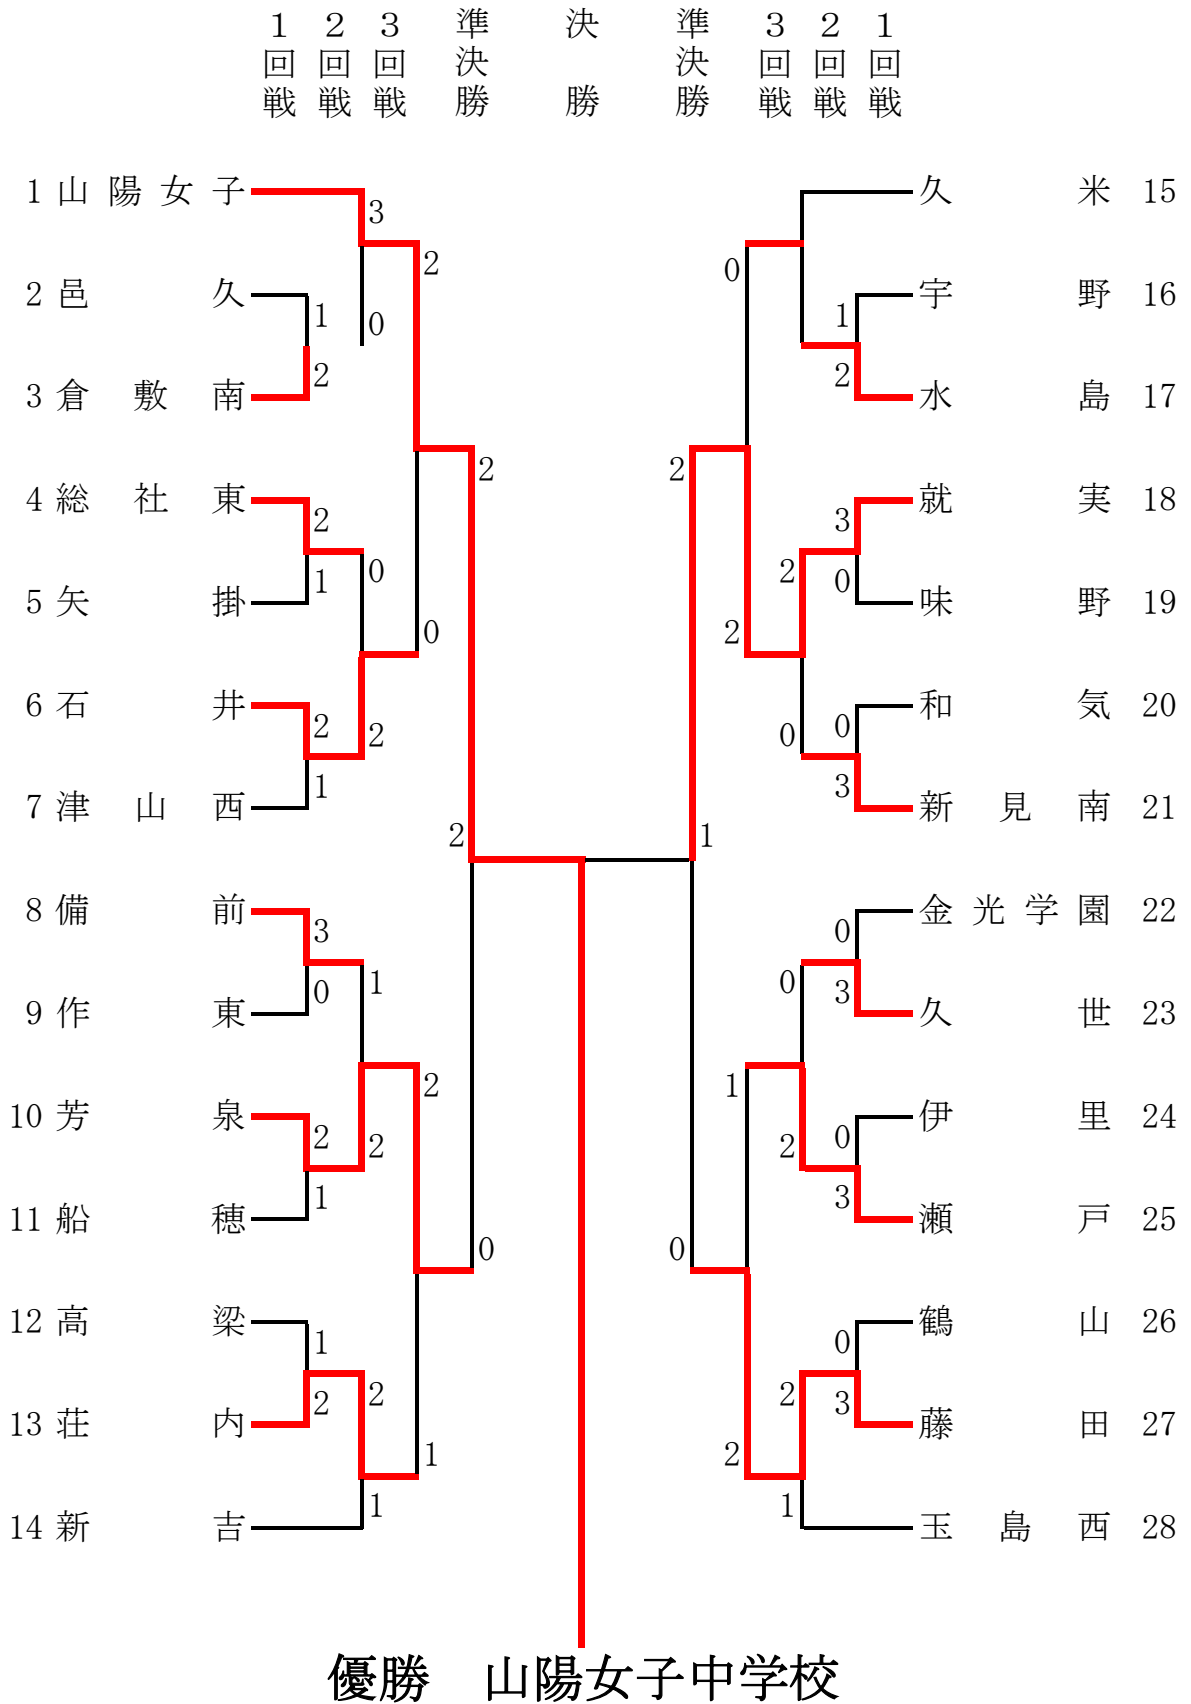 1回戦 2回戦 3回戦 準決勝 決勝 準決勝 3回戦 2回戦 1回戦
1 山陽女子 久米 15
3
2 0
2 邑久 宇野 16
1 0 1
2 2
3 倉敷南 水島 17
2 2
4 総社東 就実 18
2 3
1 0 2 0
5 矢掛 味野 19
0 2
6 石井 和気 20
2 2 0 0
1 3
7 津山西 新見南 21
2 1
8 備前 金光学園 22
3 0
0 1 0 3
9 作東 久世 23
2 1
10 芳泉 伊里 24
2 2 2 0
1 3
11 船穂 瀬戸 25
0 0
12 高梁 鶴山 26
1 0
2 2 2 3
13 荘内 藤田 27
1 2
1 1
14 新吉 玉島西 28
優勝 山陽女子中学校